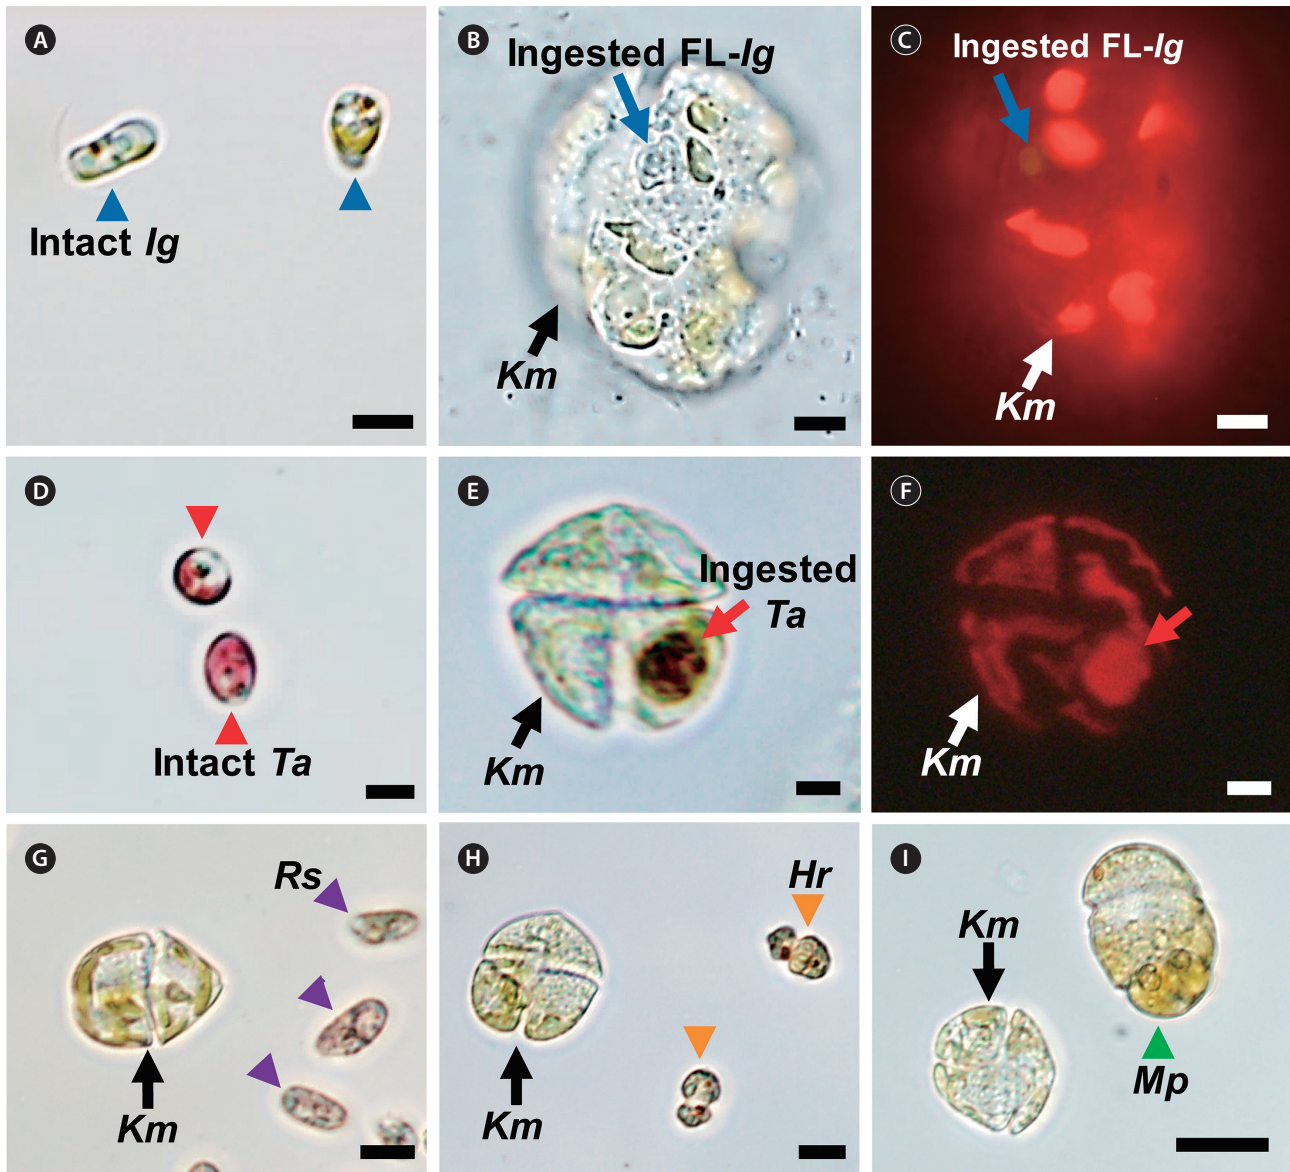 A
Intact Ig
B
Ingested FL-Ig
Km
C
Ingested FL-Ig
Km
D
Intact Ta
E
Ingested
Ta
Km
F
Km
G
Rs
Km
H
Hr
Km
I
Km
Mp